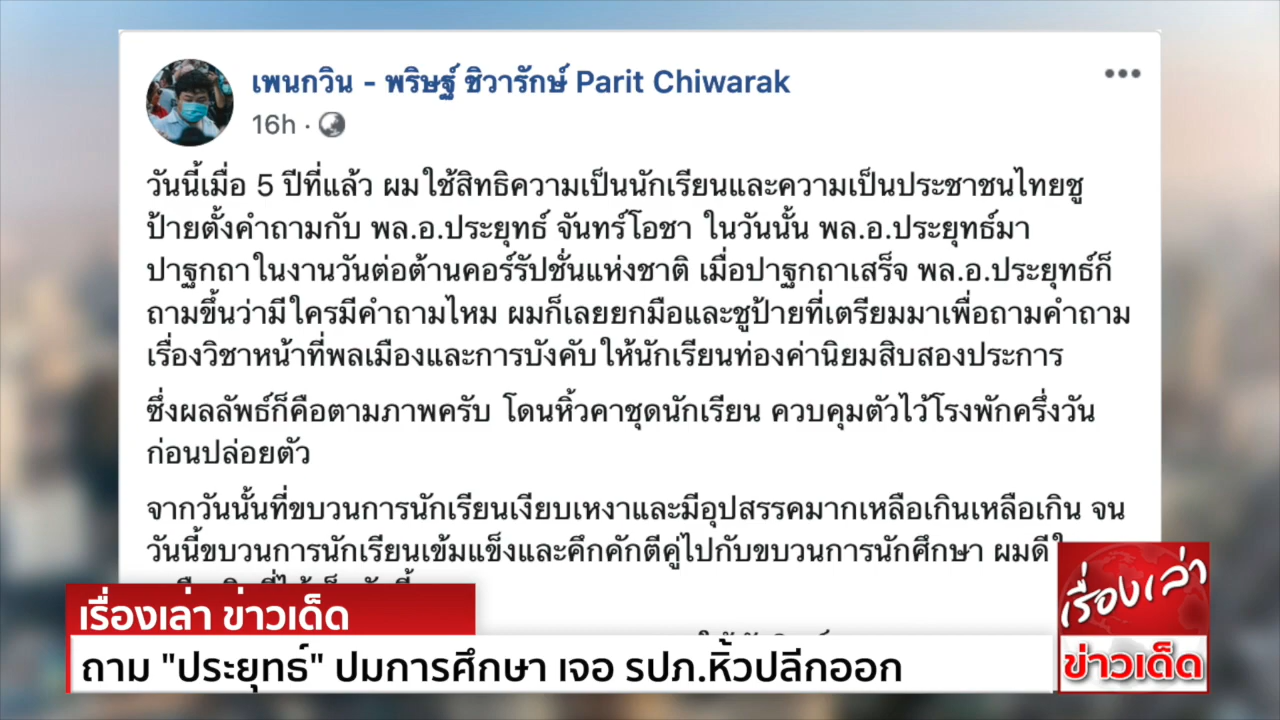 เพนกวิน - พริษฐ์ ชิวารักษ์ Parit Chiwarak
16h ·
วันนี้เมื่อ 5 ปีที่แล้ว ผมใช้สิทธิความเป็นนักเรียนและความเป็นประชาชนไทยชู
ป้ายตั้งคำถามกับ พล.อ.ประยุทธ์ จันทร์โอชา ในวันนั้น พล.อ.ประยุทธ์มา
ปาฐกถาในงานวันต่อต้านคอร์รัปชั่นแห่งชาติ เมื่อปาฐกถาเสร็จ พล.อ.ประยุทธ์ก็
ถามขึ้นว่ามีใครมีคำถามไหม ผมก็เลยยกมือและชูป้ายที่เตรียมมาเพื่อถามคำถาม
เรื่องวิชาหน้าที่พลเมืองและการบังคับให้นักเรียนท่องค่านิยมสิบสองประการ
ซึ่งผลลัพธ์ก็คือตามภาพครับ โดนหิ้วคาชุดนักเรียน ควบคุมตัวไว้โรงพักครึ่งวัน
ก่อนปล่อยตัว
จากวันนั้นที่ขบวนการนักเรียนเงียบเหงาและมีอุปสรรคมากเหลือเกินเหลือเกิน จน
วันนี้ขบวนการนักเรียนเข้มแข็งและคึกคักตีคู่ไปกับขบวนการนักศึกษา ผมดีใ
เรื่องเล่า ข่าวเด็ด
ถาม "ประยุทธ์" ปมการศึกษา เจอ รปภ.หิ้วปลีกออก
เรื่องเล่า
ข่าวเด็ด